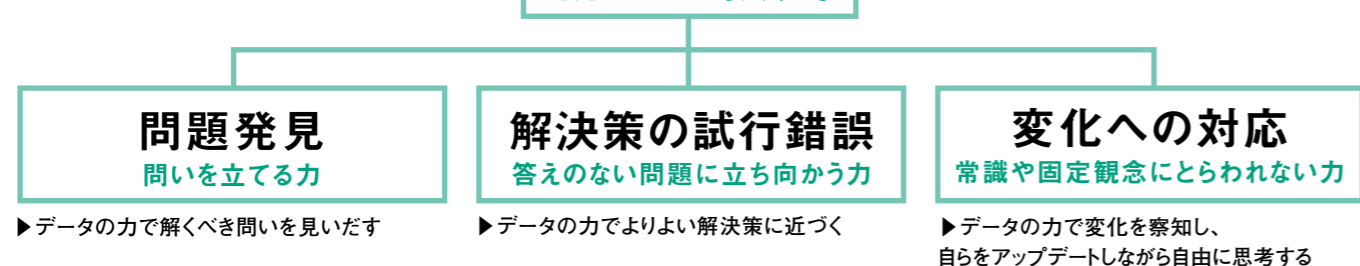 問題発見
問いを立てる力
▶データの力で解くべき問いを見いだす
解決策の試行錯誤
答えのない問題に立ち向かう力
▶データの力でよりよい解決策に近づく
変化への対応
常識や固定観念にとらわれない力
▶データの力で変化を察知し、
自らをアップデートしながら自由に思考する